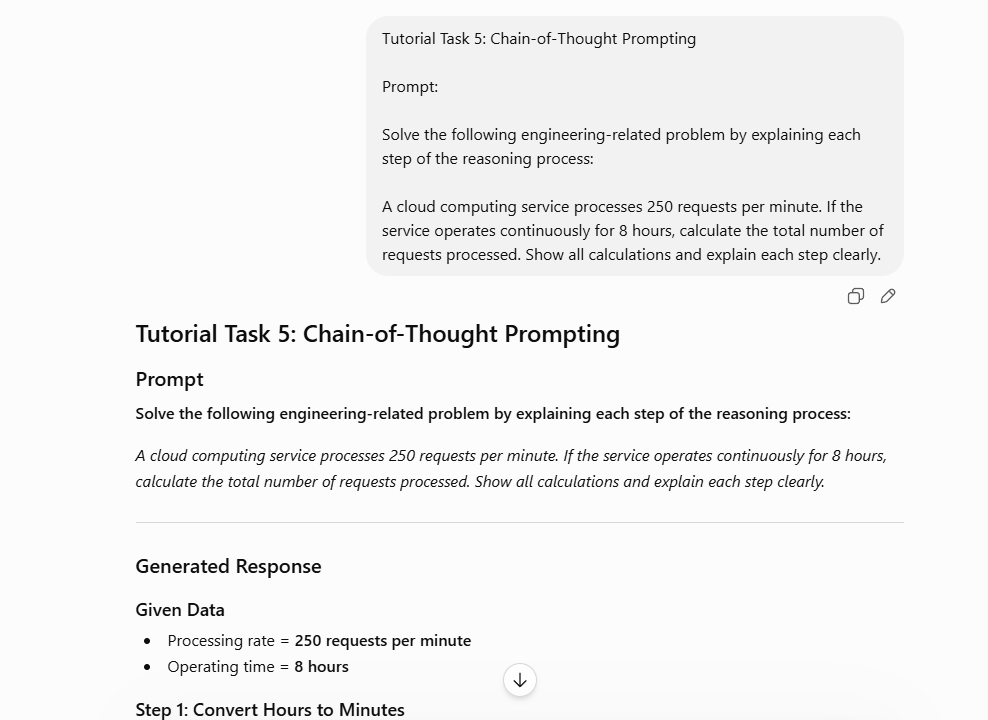 Tutorial Task 5: Chain-of-Thought Prompting
Prompt:
Solve the following engineering-related problem by explaining each
step of the reasoning process:
A cloud computing service processes 250 requests per minute. If the
service operates continuously for 8 hours, calculate the total number of
requests processed. Show all calculations and explain each step clearly.
Tutorial Task 5: Chain-of-Thought Prompting
Prompt
Solve the following engineering-related problem by explaining each step of the reasoning process:
A cloud computing service processes 250 requests per minute. If the service operates continuously for 8 hours,
calculate the total number of requests processed. Show all calculations and explain each step clearly.
Generated Response
Given Data
• Processing rate = 250 requests per minute
• Operating time = 8 hours
Step 1: Convert Hours to Minutes